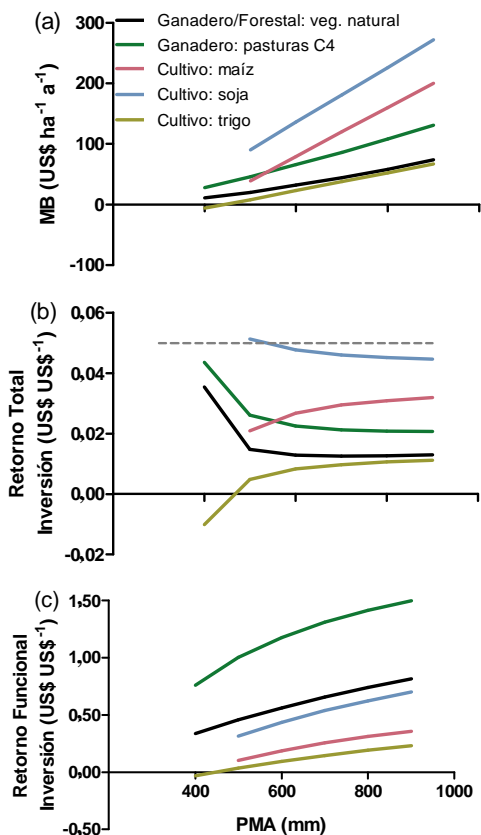 (a)
300
200
100
0
-100
MB (US$ ha-1 a-1)
Ganadero/Forestal: veg. natural
Ganadero: pasturas C4
Cultivo: maíz
Cultivo: soja
Cultivo: trigo
(b)
0,06
0,04
0,02
0,00
-0,02
Retorno Total
Inversión (US$ US$-1)
(c)
1,50
1,00
0,50
0,00
-0,50
Retorno Funcional
Inversión (US$ US$-1)
400 600 800 1000
PMA (mm)